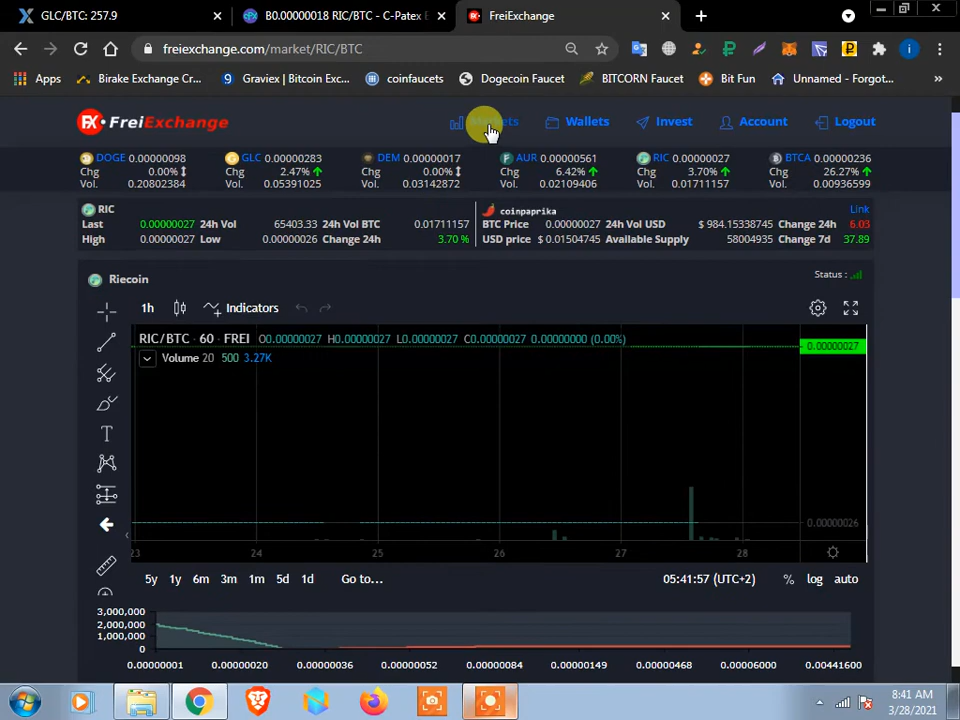 GLC/BTC: 257.9
B0.00000018 RIC/BTC - C-Patex
FreiExchange
freiexchange.com/market/RIC/BTC
Apps
Birake Exchange Cr...
Graviex | Bitcoin Exc...
coinfaucets
Dogecoin Faucet
BITCORN Faucet
Bit Fun
Unnamed - Forgot...
FX FreiExchange
Markets
Wallets
Invest
Account
Logout
DOGE 0.00000098
Chg 0.00%
Vol. 0.20802384
GLC 0.00000283
Chg 2.47%
Vol. 0.05391025
DEM 0.00000017
Chg 0.00%
Vol. 0.03142872
AUR 0.00000561
Chg 6.42%
Vol. 0.02109406
RIC 0.00000027
Chg 3.70%
Vol. 0.01711157
BTCA 0.00000236
Chg 26.27%
Vol. 0.00936599
RIC
Last 0.00000027 24h Vol 65403.33 24h Vol BTC 0.01711157
High 0.00000027 Low 0.00000026 Change 24h 3.70 %
coinpaprika Link
BTC Price 0.00000027 24h Vol USD $ 984.15338745 Change 24h 6.03
USD price $ 0.01504745 Available Supply 58004935 Change 7d 37.89
Riecoin
Status :
1h
Indicators
RIC/BTC · 60 · FREI O0.00000027 H0.00000027 L0.00000027 C0.00000027 0.00000000 (0.00%)
0.00000027
Volume 20 500 3.27K
0.00000026
23 24 25 26 27 28
5y 1y 6m 3m 1m 5d 1d Go to... 05:41:57 (UTC+2) % log auto
3,000,000
2,000,000
1,000,000
0
0.00000001 0.00000020 0.00000036 0.00000052 0.00000084 0.00000149 0.00000468 0.00006000 0.00441600
8:41 AM
3/28/2021